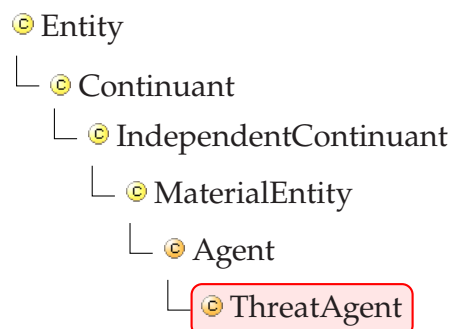 Entity
Continuant
IndependentContinuant
MaterialEntity
Agent
ThreatAgent